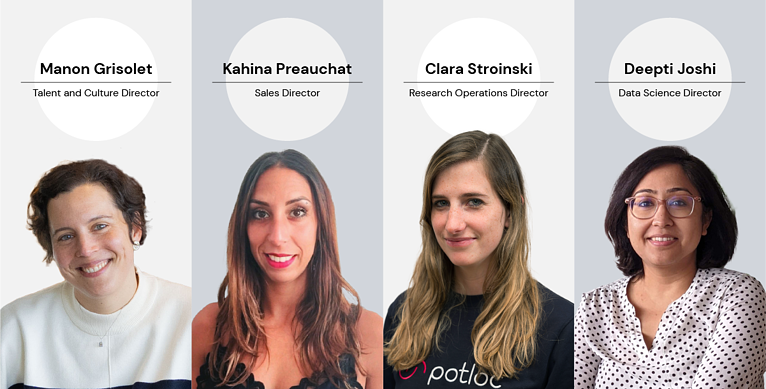 Manon Grisolet
Talent and Culture Director
Kahina Preauchat
Sales Director
Clara Stroinski
Research Operations Director
Deepti Joshi
Data Science Director
potloc